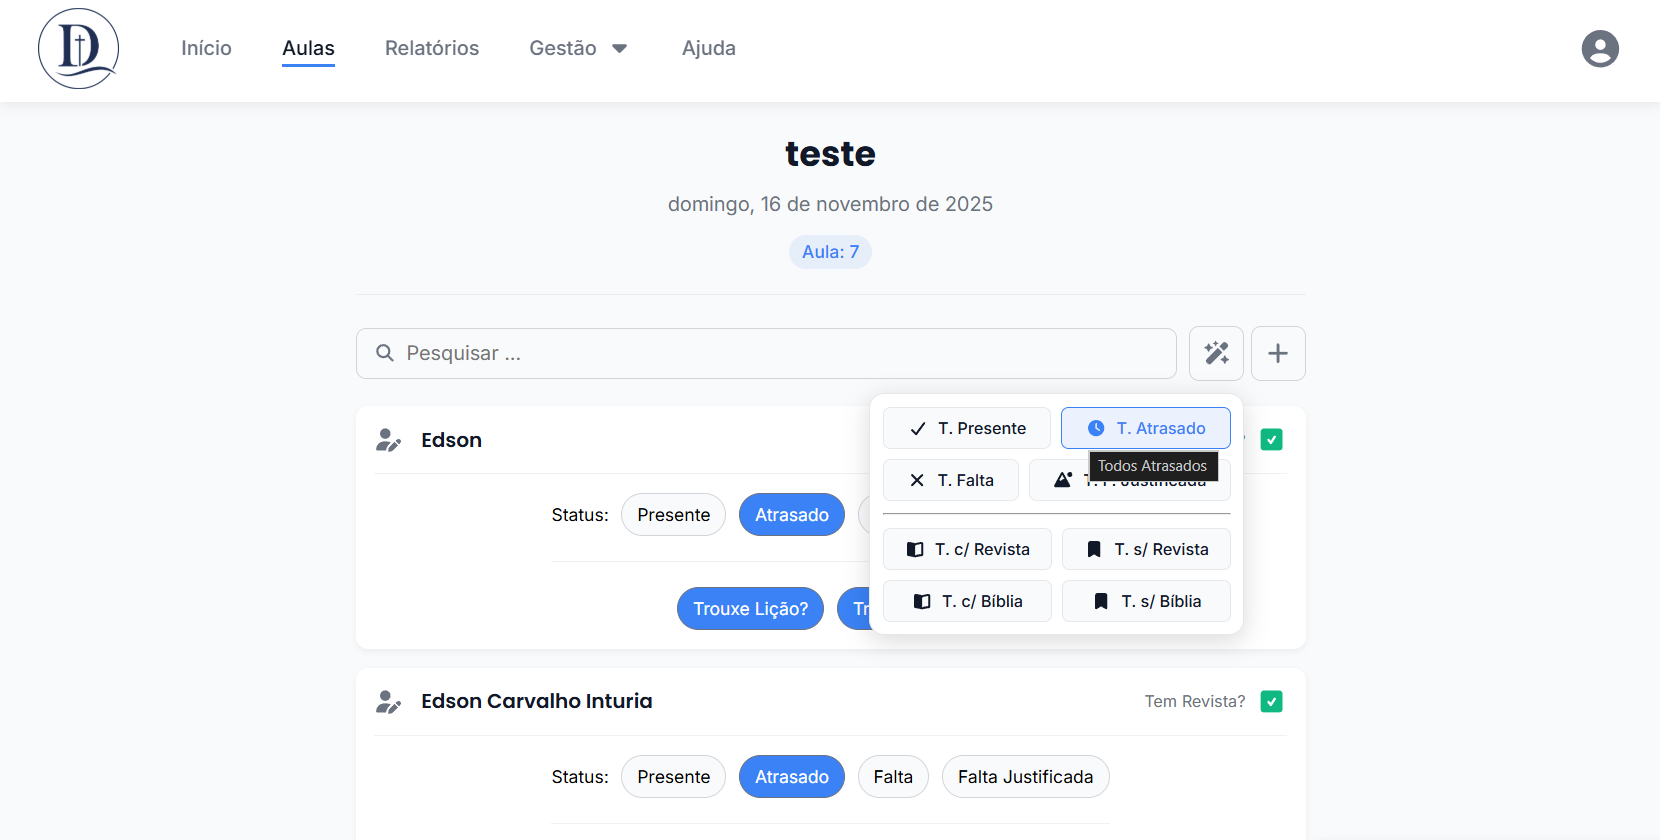 D
Início Aulas Relatórios Gestão Ajuda
teste
domingo, 16 de novembro de 2025
Aula: 7
Pesquisar ...
T. Presente T. Atrasado
Todos Atrasados
T. Falta
T. c/ Revista T. s/ Revista
T. c/ Bíblia T. s/ Bíblia
Edson
Status: Presente Atrasado
Trouxe Lição? Tr
Edson Carvalho Inturia Tem Revista?
Status: Presente Atrasado Falta Falta Justificada